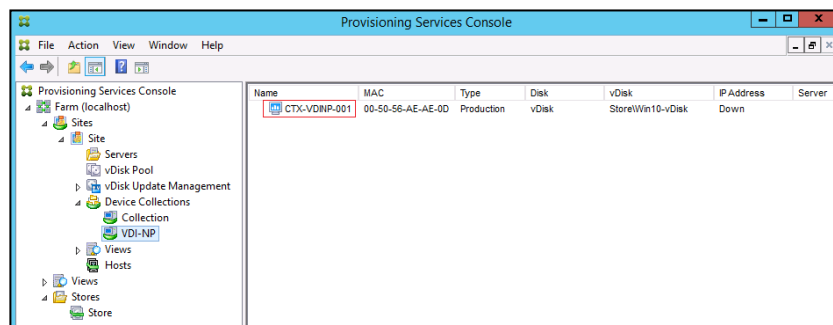 Provisioning Services Console
File Action View Window Help
Provisioning Services Console
Farm (localhost)
Sites
Site
Servers
vDisk Pool
vDisk Update Management
Device Collections
Collection
VDI-NP
Views
Hosts
Views
Stores
Store
Name MAC Type Disk vDisk IP Address Server
CTX-VDINP-001 00-50-56-AE-AE-0D Production vDisk Store\Win10-vDisk Down